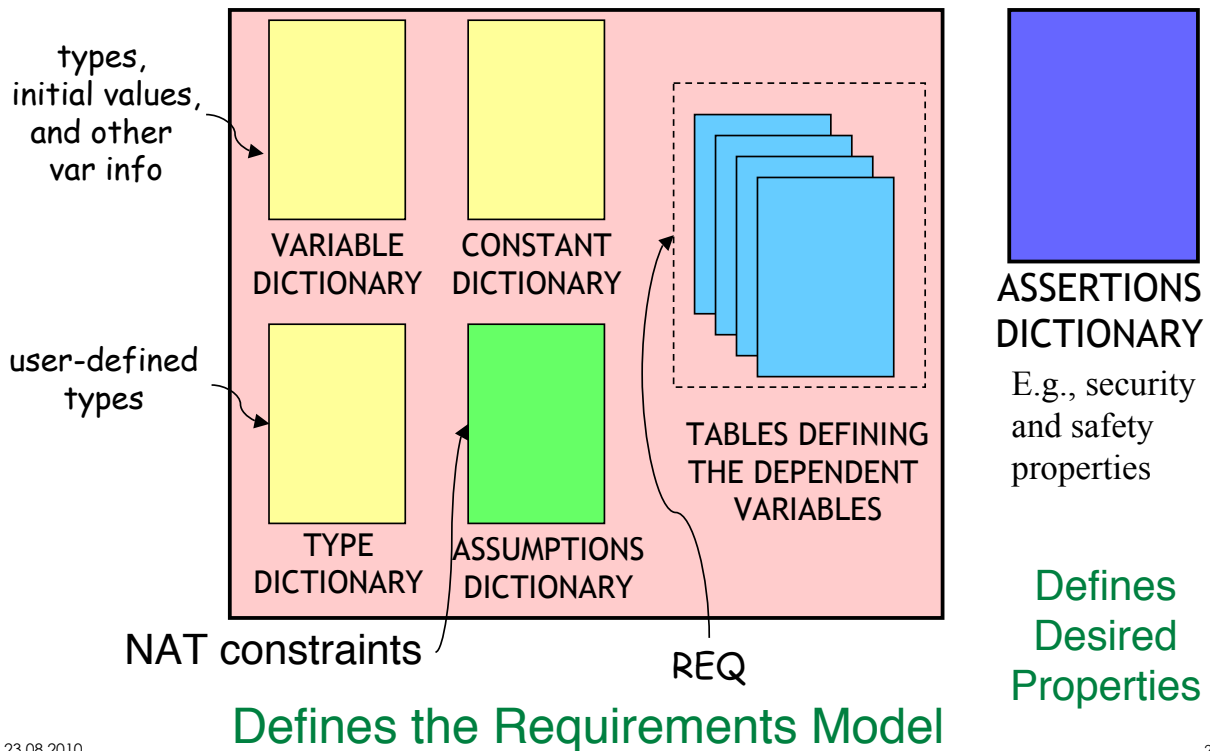 types,
initial values,
and other
var info
VARIABLE
DICTIONARY
CONSTANT
DICTIONARY
user-defined
types
TYPE
DICTIONARY
ASSUMPTIONS
DICTIONARY
TABLES DEFINING
THE DEPENDENT
VARIABLES
NAT constraints
REQ
Defines the Requirements Model
ASSERTIONS
DICTIONARY
E.g., security
and safety
properties
Defines
Desired
Properties
23.08.2010